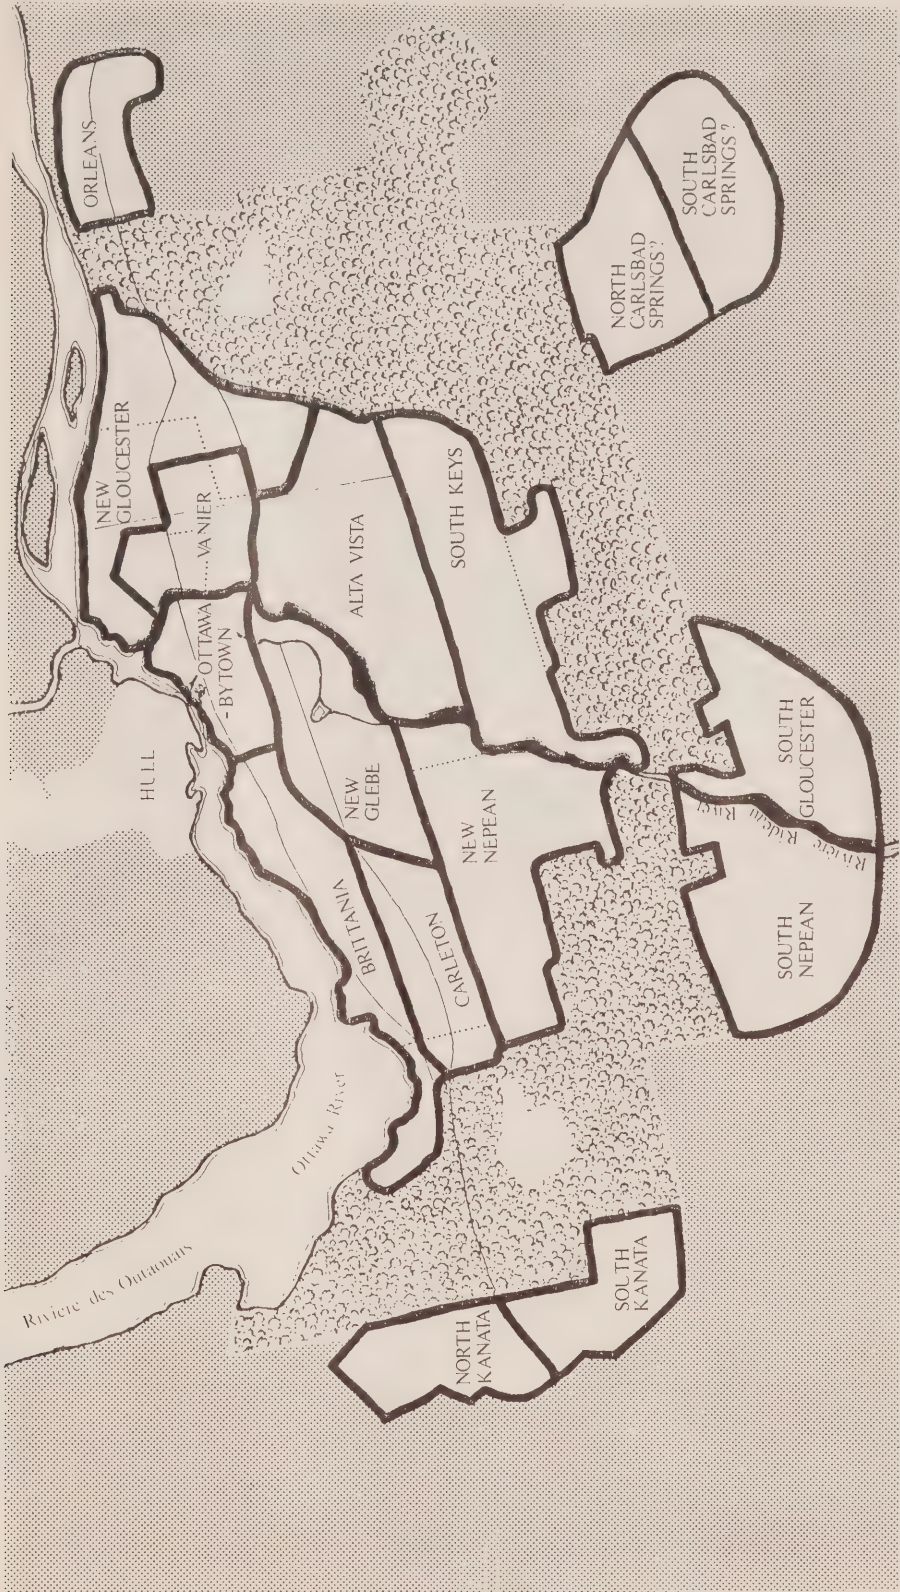 ORLEANS
NEW
GLOUCESTER
VANIER
OTTAWA
-BYTOWN
HULL
ALTA VISTA
SOUTH KEYS
NORTH
CARLSBAD
SPRINGS?
SOUTH
CARLSBAD
SPRINGS?
NEW
GLEBE
NEW
NEPEAN
BRITTANIA
CARLETON
SOUTH
GLOUCESTER
Rivière Rideau River
SOUTH
NEPEAN
Ottawa River
Rivière des Outaouais
NORTH
KANATA
SOUTH
KANATA